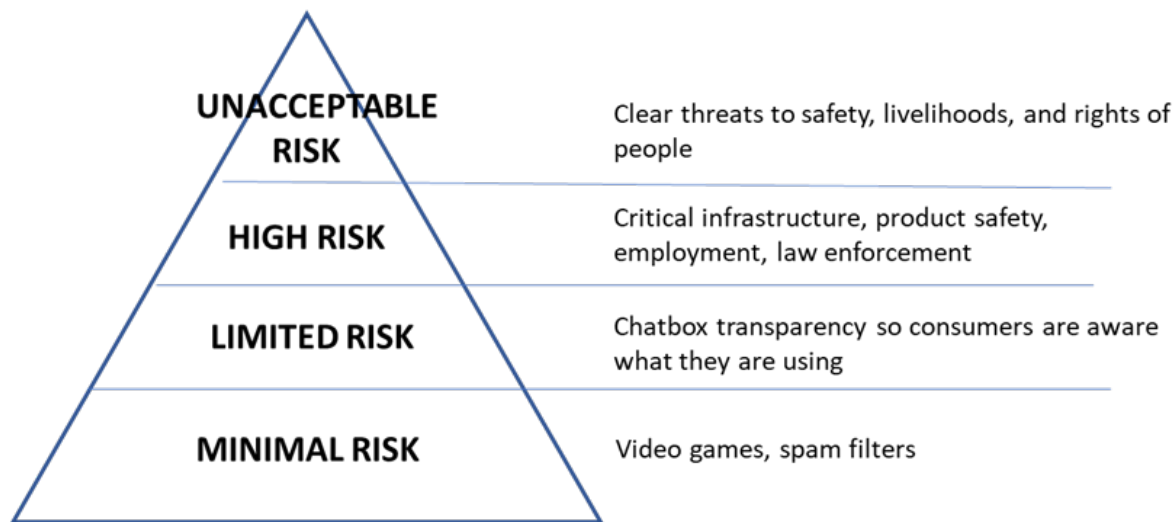 UNACCEPTABLE
RISK
Clear threats to safety, livelihoods, and rights of
people
HIGH RISK
Critical infrastructure, product safety,
employment, law enforcement
LIMITED RISK
Chatbox transparency so consumers are aware
what they are using
MINIMAL RISK
Video games, spam filters